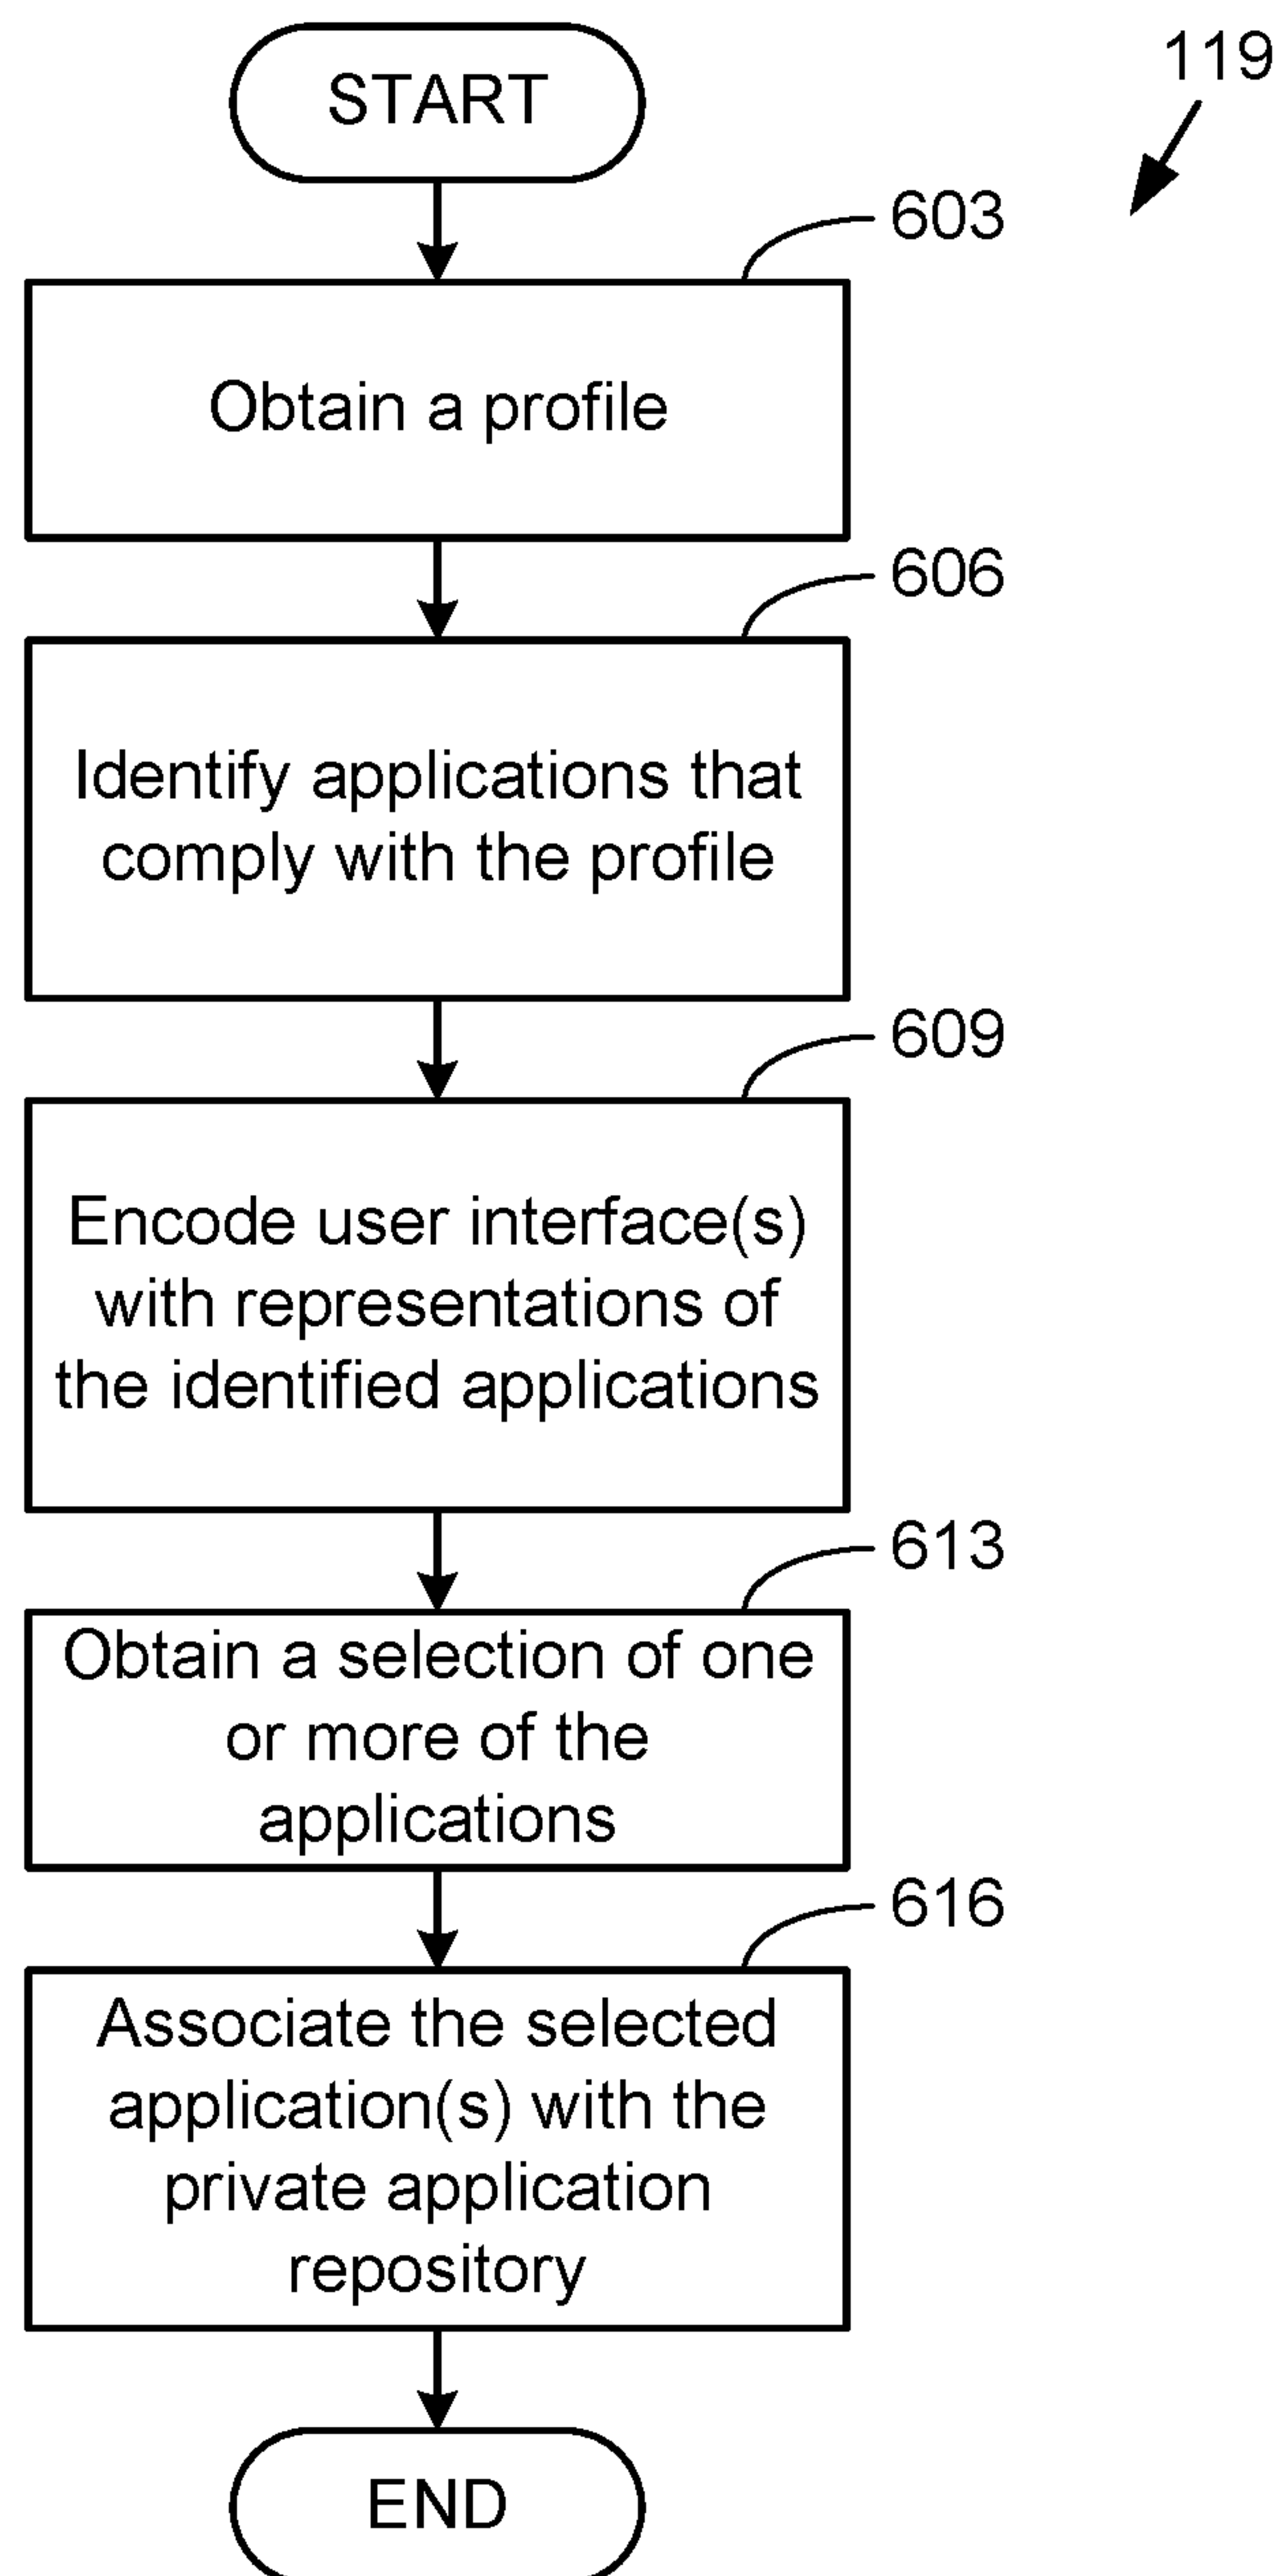 START
119
603
Obtain a profile
606
Identify applications that
comply with the profile
609
Encode user interface(s)
with representations of
the identified applications
613
Obtain a selection of one
or more of the
applications
616
Associate the selected
application(s) with the
private application
repository
END